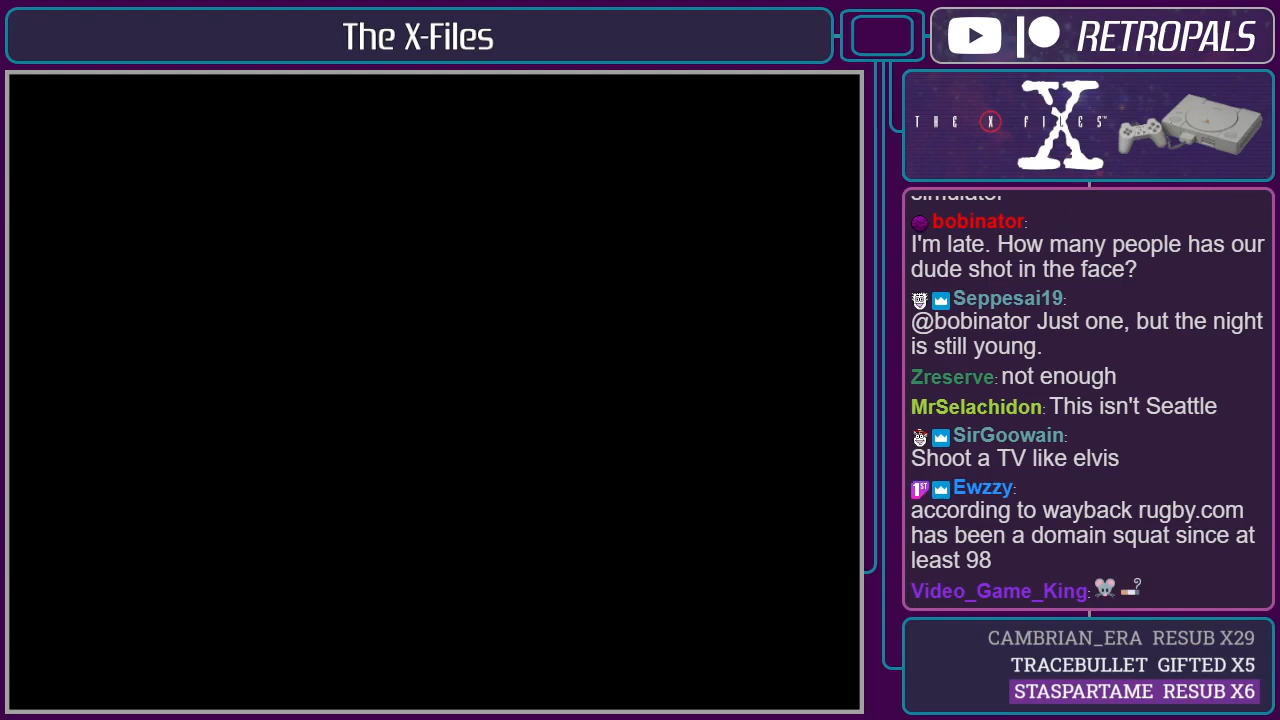 The X-Files
RETROPALS
THE X FILES™
X
simulator
bobinator:
I'm late. How many people has our
dude shot in the face?
Seppesai19:
@bobinator Just one, but the night
is still young.
Zreserve: not enough
MrSelachidon: This isn't Seattle
SirGoowain:
Shoot a TV like elvis
1ST Ewzzy:
according to wayback rugby.com
has been a domain squat since at
least 98
Video_Game_King:
CAMBRIAN_ERA RESUB X29
TRACEBULLET GIFTED X5
STASPARTAME RESUB X6